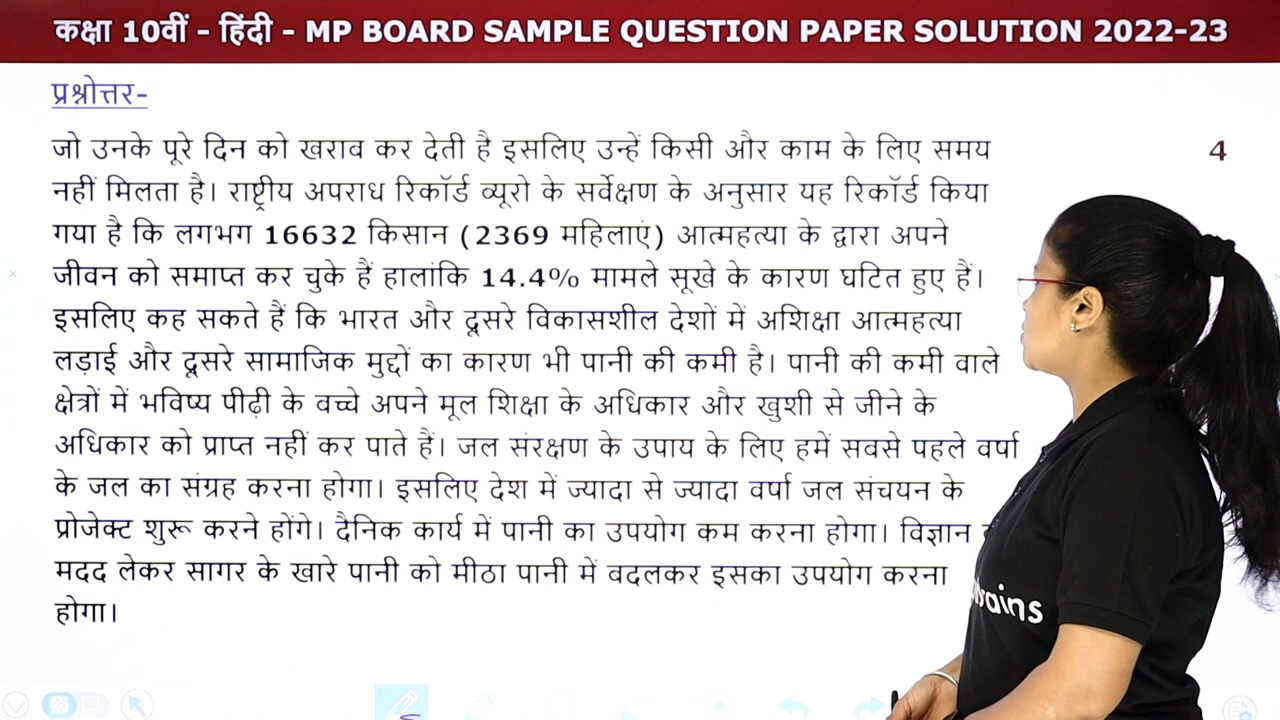 कक्षा 10वीं - हिंदी - MP BOARD SAMPLE QUESTION PAPER SOLUTION 2022-23
प्रश्नोत्तर-
जो उनके पूरे दिन को खराब कर देती है इसलिए उन्हें किसी और काम के लिए समय
4
नहीं मिलता है। राष्ट्रीय अपराध रिकॉर्ड ब्यूरो के सर्वेक्षण के अनुसार यह रिकॉर्ड किया
गया है कि लगभग 16632 किसान (2369 महिलाएं) आत्महत्या के द्वारा अपने
जीवन को समाप्त कर चुके हैं हालांकि 14.4% मामले सूखे के कारण घटित हुए हैं।
इसलिए कह सकते हैं कि भारत और दूसरे विकासशील देशों में अशिक्षा आत्महत्या
लड़ाई और दूसरे सामाजिक मुद्दों का कारण भी पानी की कमी है। पानी की कमी वाले
क्षेत्रों में भविष्य पीढ़ी के बच्चे अपने मूल शिक्षा के अधिकार और खुशी से जीने के
अधिकार को प्राप्त नहीं कर पाते हैं। जल संरक्षण के उपाय के लिए हमें सबसे पहले वर्षा
के जल का संग्रह करना होगा। इसलिए देश में ज्यादा से ज्यादा वर्षा जल संचयन के
प्रोजेक्ट शुरू करने होंगे। दैनिक कार्य में पानी का उपयोग कम करना होगा। विज्ञान
मदद लेकर सागर के खारे पानी को मीठा पानी में बदलकर इसका उपयोग करना
होगा।